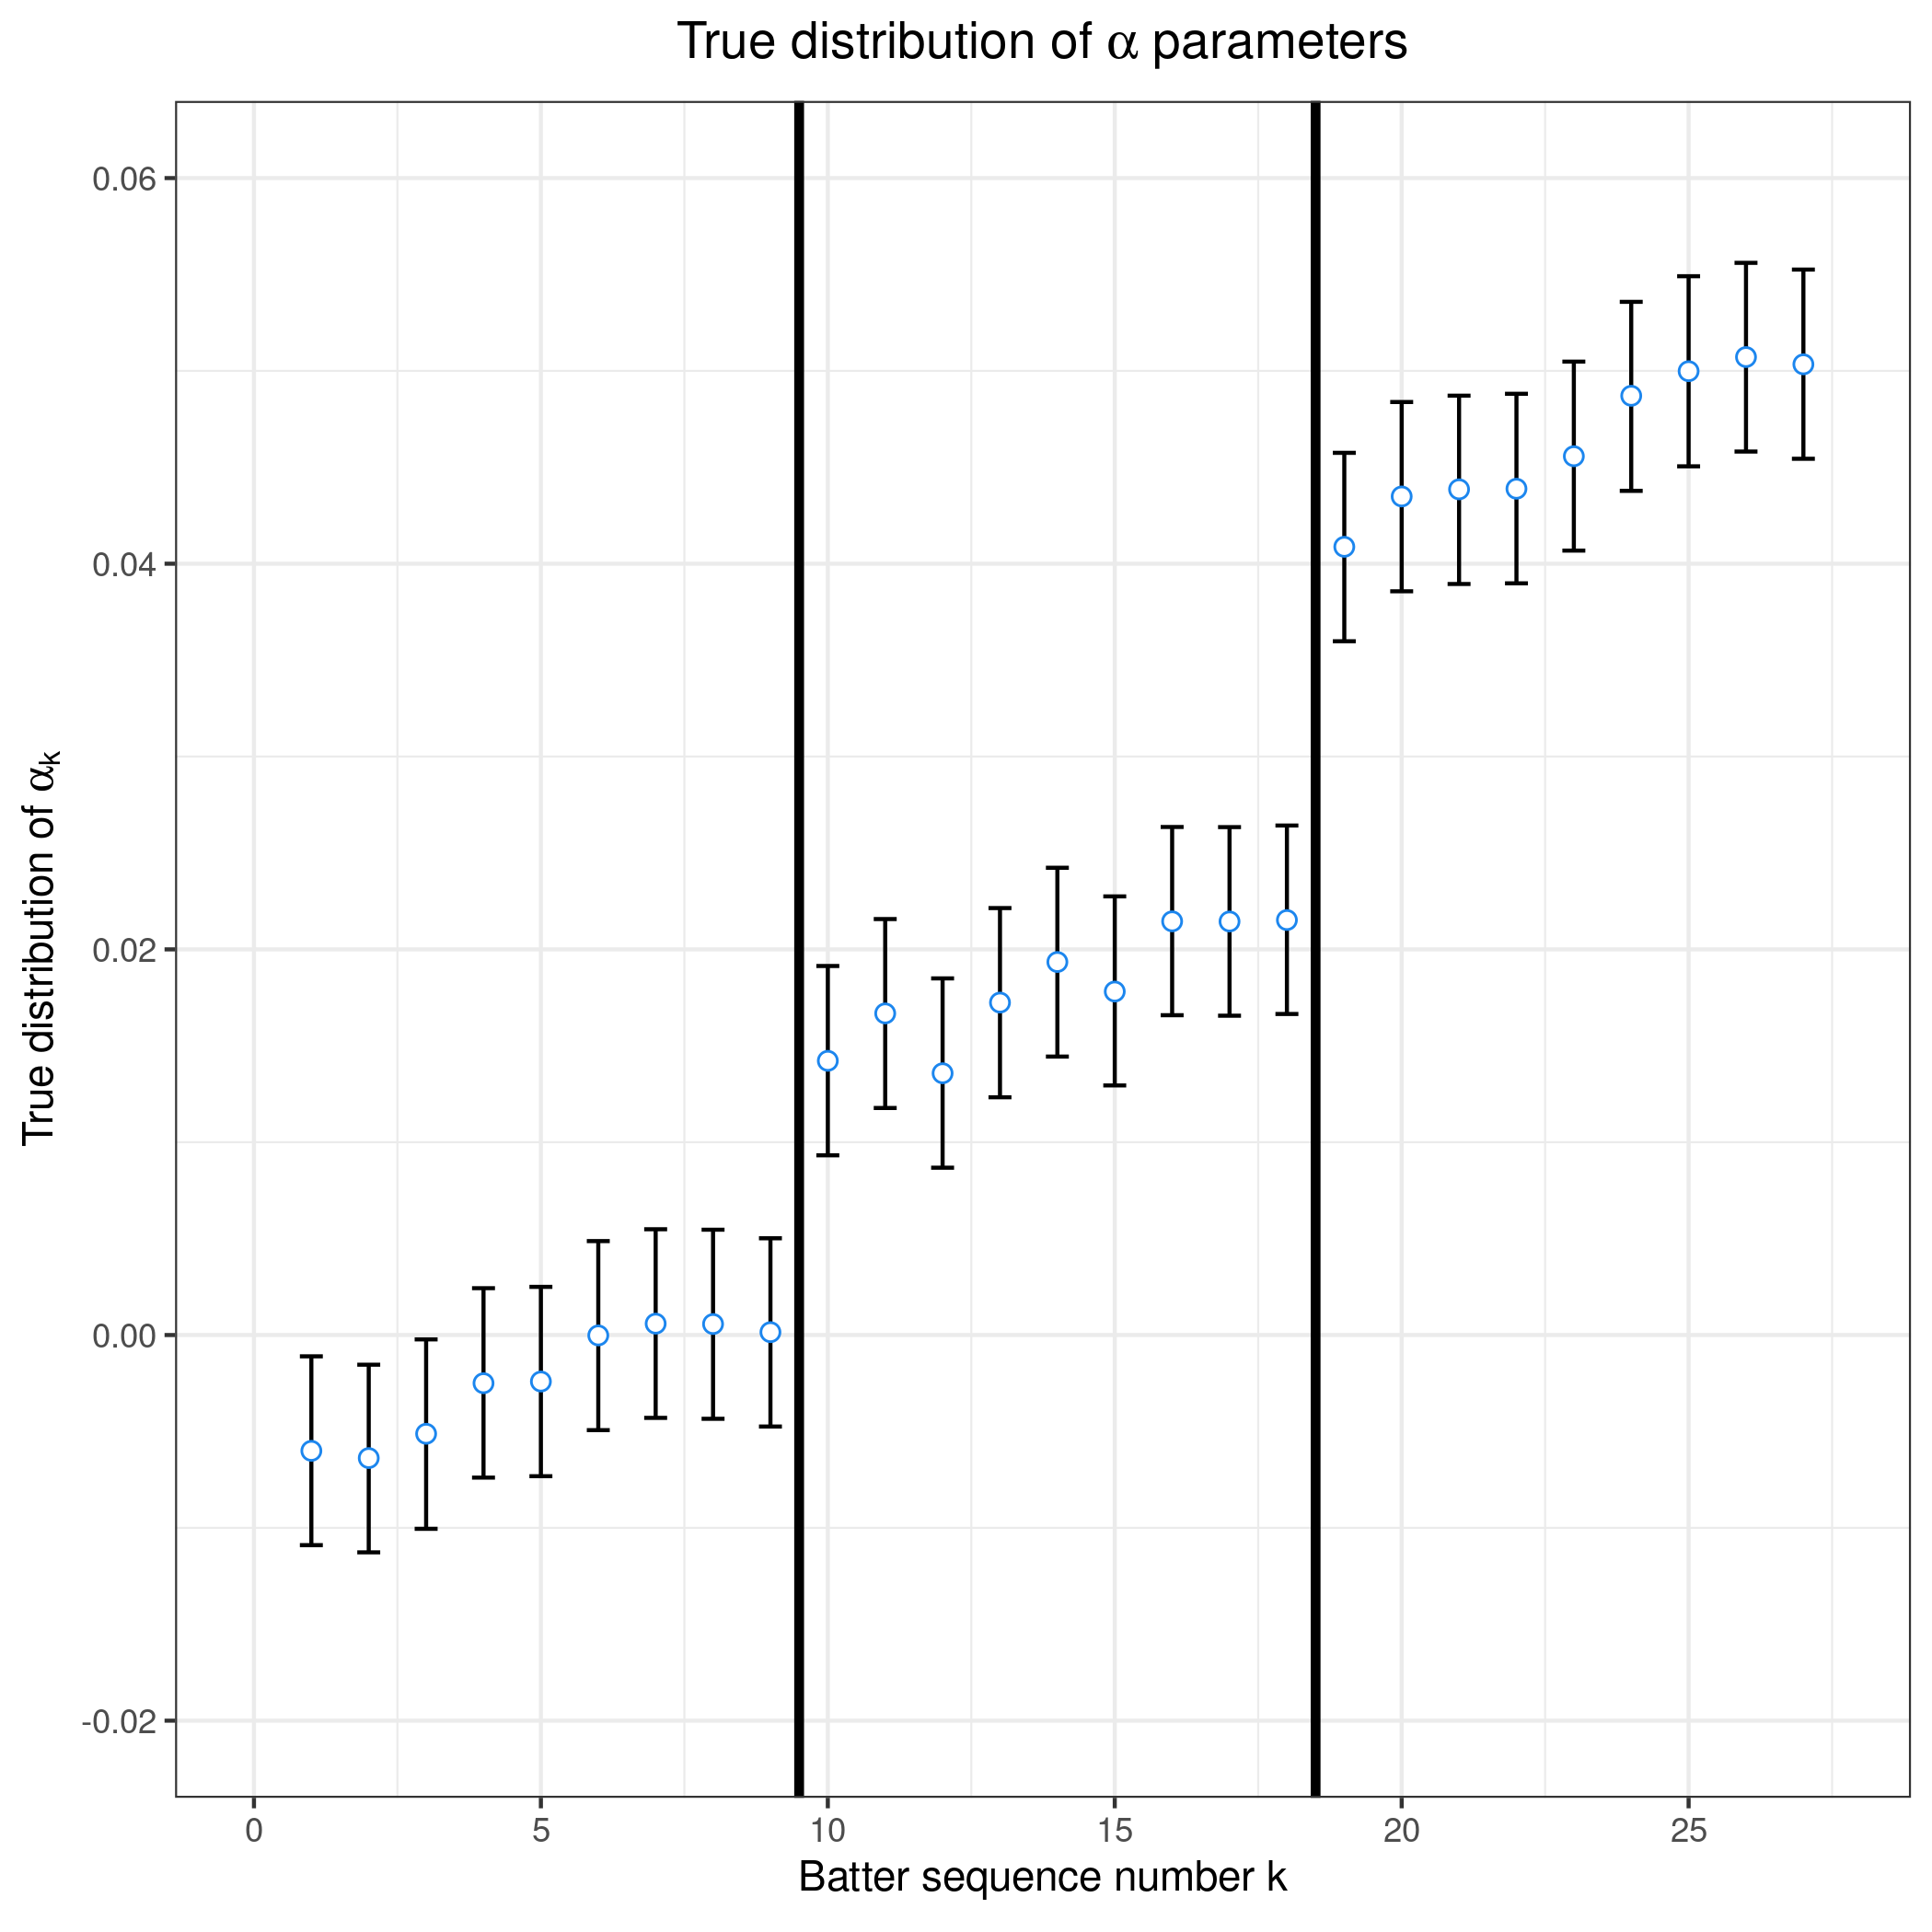 True distribution of α parameters
True distribution of αk
0.06
0.04
0.02
0.00
-0.02
0 5 10 15 20 25
Batter sequence number k